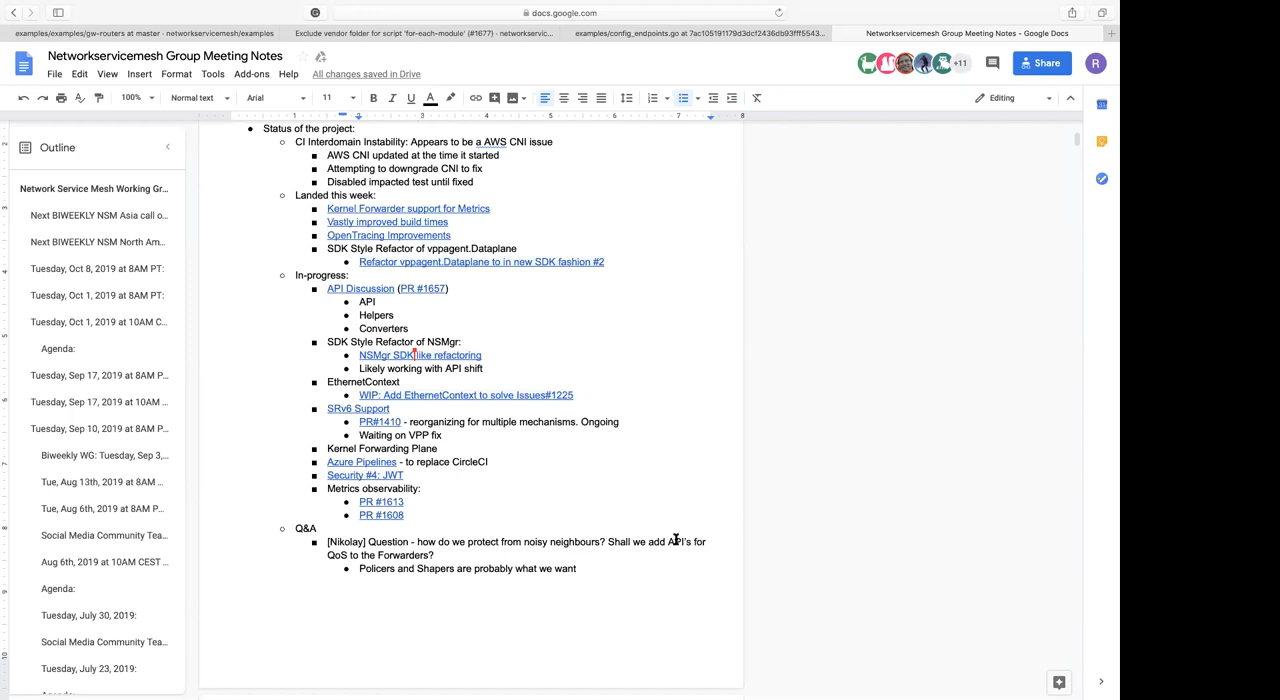 docs.google.com
examples/examples/gw-routers at master · networkservicemesh/examples
Exclude vendor folder for script 'for-each-module' (#1677) · networkservic...
examples/config_endpoints.go at 7ac105191179d3dcf2436db93fff5543...
Networkservicemesh Group Meeting Notes - Google Docs
Networkservicemesh Group Meeting Notes
File Edit View Insert Format Tools Add-ons Help All changes saved in Drive
+11
Share
R
100% Normal text Arial 11 B I U A Editing
1 2 3 4 5 6 7 8
Outline
Network Service Mesh Working Gr...
Next BIWEEKLY NSM Asia call o...
Next BIWEEKLY NSM North Am...
Tuesday, Oct 8, 2019 at 8AM PT:
Tuesday, Oct 1, 2019 at 8AM PT:
Tuesday, Oct 1, 2019 at 10AM C...
Agenda:
Tuesday, Sep 17, 2019 at 8AM P...
Tuesday, Sep 17, 2019 at 10AM ...
Tuesday, Sep 10, 2019 at 8AM P...
Biweekly WG: Tuesday, Sep 3,...
Tue, Aug 13th, 2019 at 8AM ...
Tue, Aug 6th, 2019 at 8AM P...
Social Media Community Tea...
Aug 6th, 2019 at 10AM CEST ...
Agenda:
Tuesday, July 30, 2019:
Social Media Community Tea...
Tuesday, July 23, 2019:
Status of the project:
CI Interdomain Instability: Appears to be a AWS CNI issue
AWS CNI updated at the time it started
Attempting to downgrade CNI to fix
Disabled impacted test until fixed
Landed this week:
Kernel Forwarder support for Metrics
Vastly improved build times
OpenTracing Improvements
SDK Style Refactor of vppagent.Dataplane
Refactor vppagent.Dataplane to in new SDK fashion #2
In-progress:
API Discussion (PR #1657)
API
Helpers
Converters
SDK Style Refactor of NSMgr:
NSMgr SDK like refactoring
Likely working with API shift
EthernetContext
WIP: Add EthernetContext to solve Issues#1225
SRv6 Support
PR#1410 - reorganizing for multiple mechanisms. Ongoing
Waiting on VPP fix
Kernel Forwarding Plane
Azure Pipelines - to replace CircleCI
Security #4: JWT
Metrics observability:
PR #1613
PR #1608
Q&A
[Nikolay] Question - how do we protect from noisy neighbours? Shall we add API's for
QoS to the Forwarders?
Policers and Shapers are probably what we want